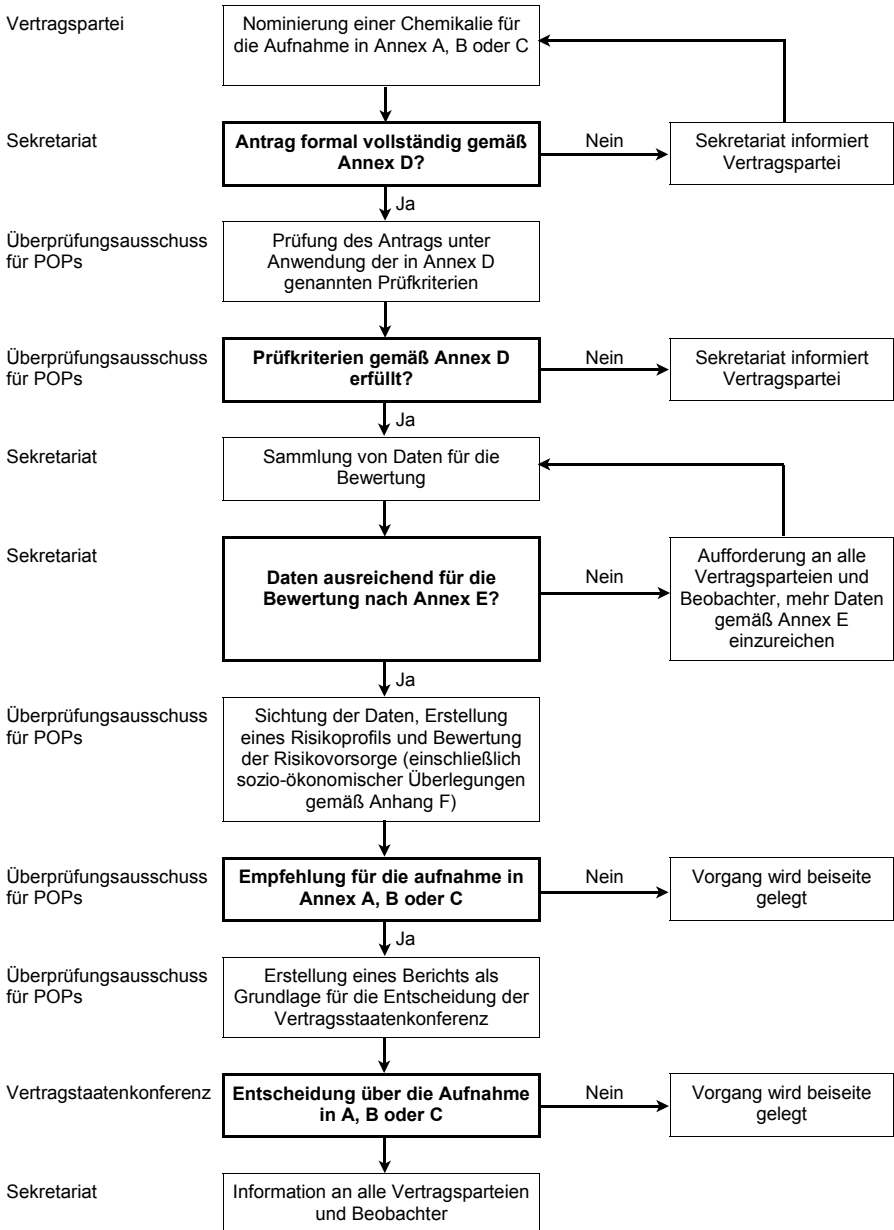 Vertragspartei
Nominierung einer Chemikalie für
die Aufnahme in Annex A, B oder C
Sekretariat
Antrag formal vollständig gemäß
Annex D?
Nein
Sekretariat informiert
Vertragspartei
Ja
Überprüfungsausschuss
für POPs
Prüfung des Antrags unter
Anwendung der in Annex D
genannten Prüfkriterien
Überprüfungsausschuss
für POPs
Prüfkriterien gemäß Annex D
erfüllt?
Nein
Sekretariat informiert
Vertragspartei
Ja
Sekretariat
Sammlung von Daten für die
Bewertung
Sekretariat
Daten ausreichend für die
Bewertung nach Annex E?
Nein
Aufforderung an alle
Vertragsparteien und
Beobachter, mehr Daten
gemäß Annex E
einzureichen
Ja
Überprüfungsausschuss
für POPs
Sichtung der Daten, Erstellung
eines Risikoprofils und Bewertung
der Risikovorsorge (einschließlich
sozio-ökonomischer Überlegungen
gemäß Anhang F)
Überprüfungsausschuss
für POPs
Empfehlung für die aufnahme in
Annex A, B oder C
Nein
Vorgang wird beiseite
gelegt
Ja
Überprüfungsausschuss
für POPs
Erstellung eines Berichts als
Grundlage für die Entscheidung der
Vertragsstaatenkonferenz
Vertragstaatenkonferenz
Entscheidung über die Aufnahme
in A, B oder C
Nein
Vorgang wird beiseite
gelegt
Sekretariat
Information an alle Vertragsparteien
und Beobachter